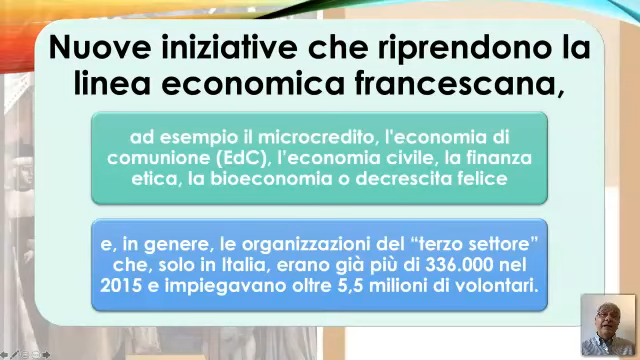 Nuove iniziative che riprendono la
linea economica francescana,
ad esempio il microcredito, l'economia di
comunione (EdC), l'economia civile, la finanza
etica, la bioeconomia o decrescita felice
e, in genere, le organizzazioni del “terzo settore”
che, solo in Italia, erano già più di 336.000 nel
2015 e impiegavano oltre 5,5 milioni di volontari.